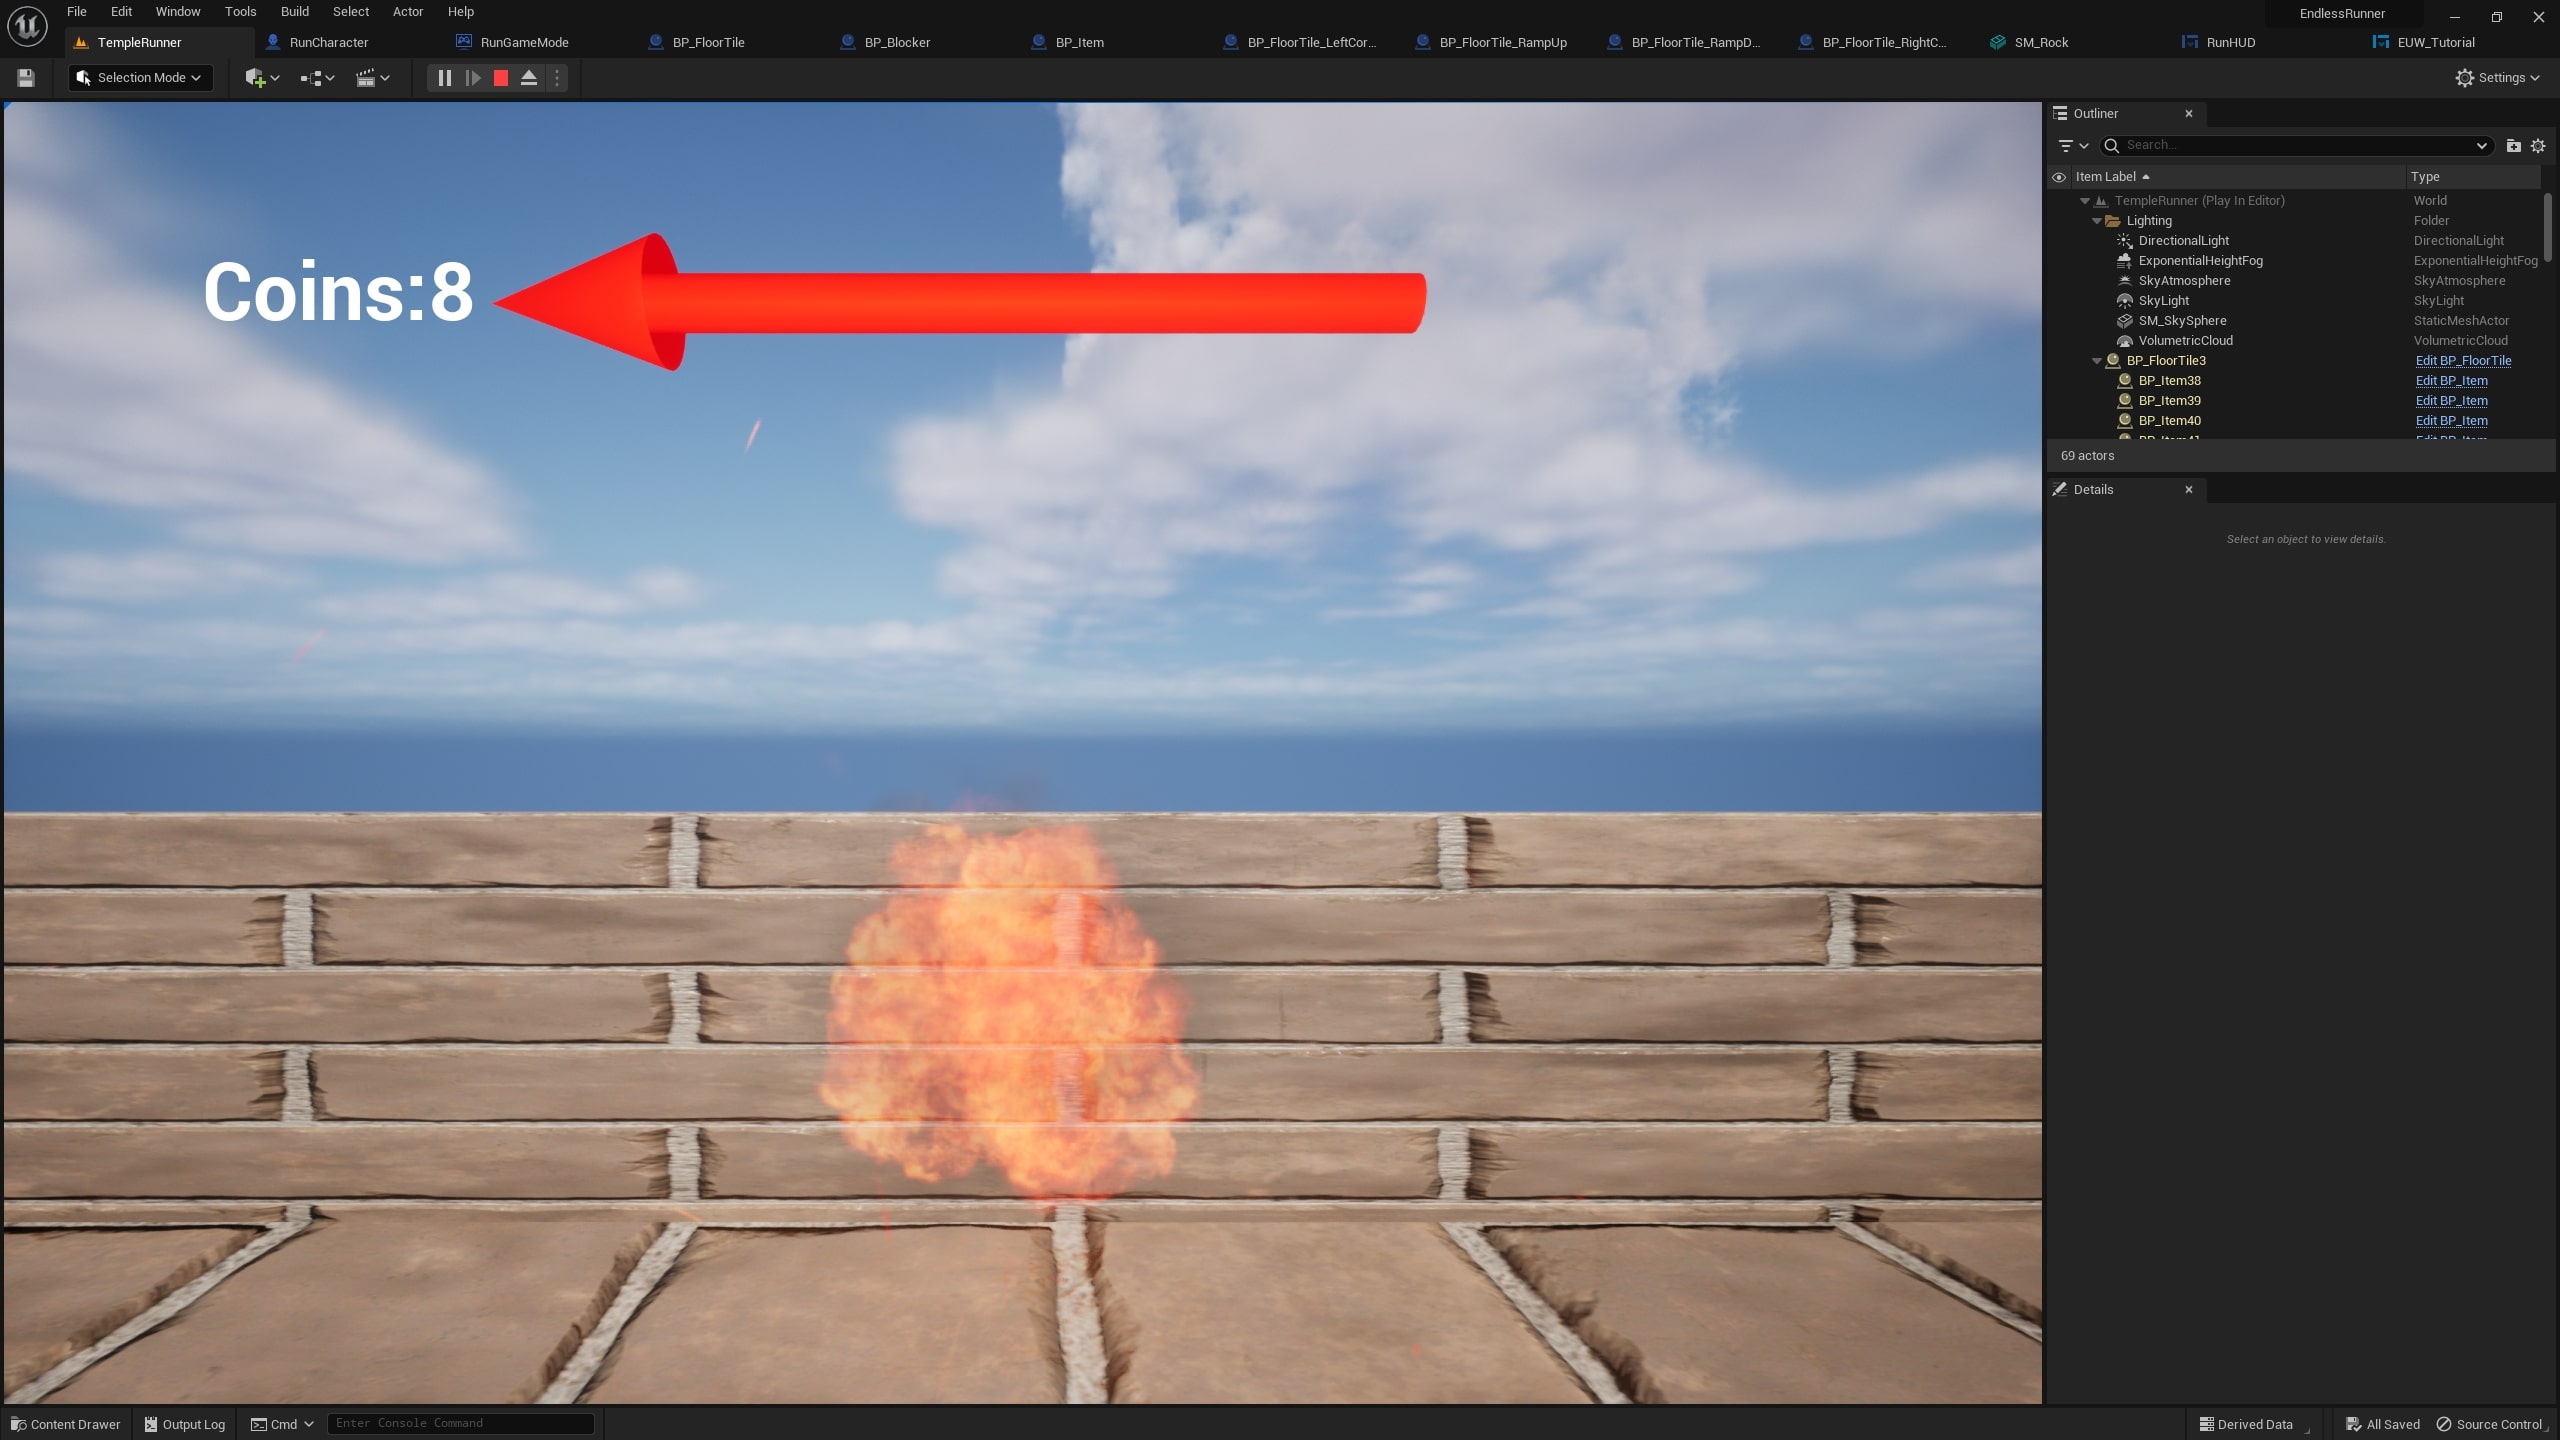 File Edit Window Tools Build Select Actor Help
EndlessRunner
TempleRunner RunCharacter RunGameMode BP_FloorTile BP_Blocker BP_Item BP_FloorTile_LeftCor... BP_FloorTile_RampUp BP_FloorTile_RampD... BP_FloorTile_RightC... SM_Rock RunHUD EUW_Tutorial
Selection Mode Settings
Coins:8
Outliner
Search...
Item Label Type
TempleRunner (Play In Editor) World
Lighting Folder
DirectionalLight DirectionalLight
ExponentialHeightFog ExponentialHeightFog
SkyAtmosphere SkyAtmosphere
SkyLight SkyLight
SM_SkySphere StaticMeshActor
VolumetricCloud VolumetricCloud
BP_FloorTile3 Edit BP_FloorTile
BP_Item38 Edit BP_Item
BP_Item39 Edit BP_Item
BP_Item40 Edit BP_Item
69 actors
Details
Select an object to view details.
Content Drawer Output Log Cmd Enter Console Command Derived Data All Saved Source Control